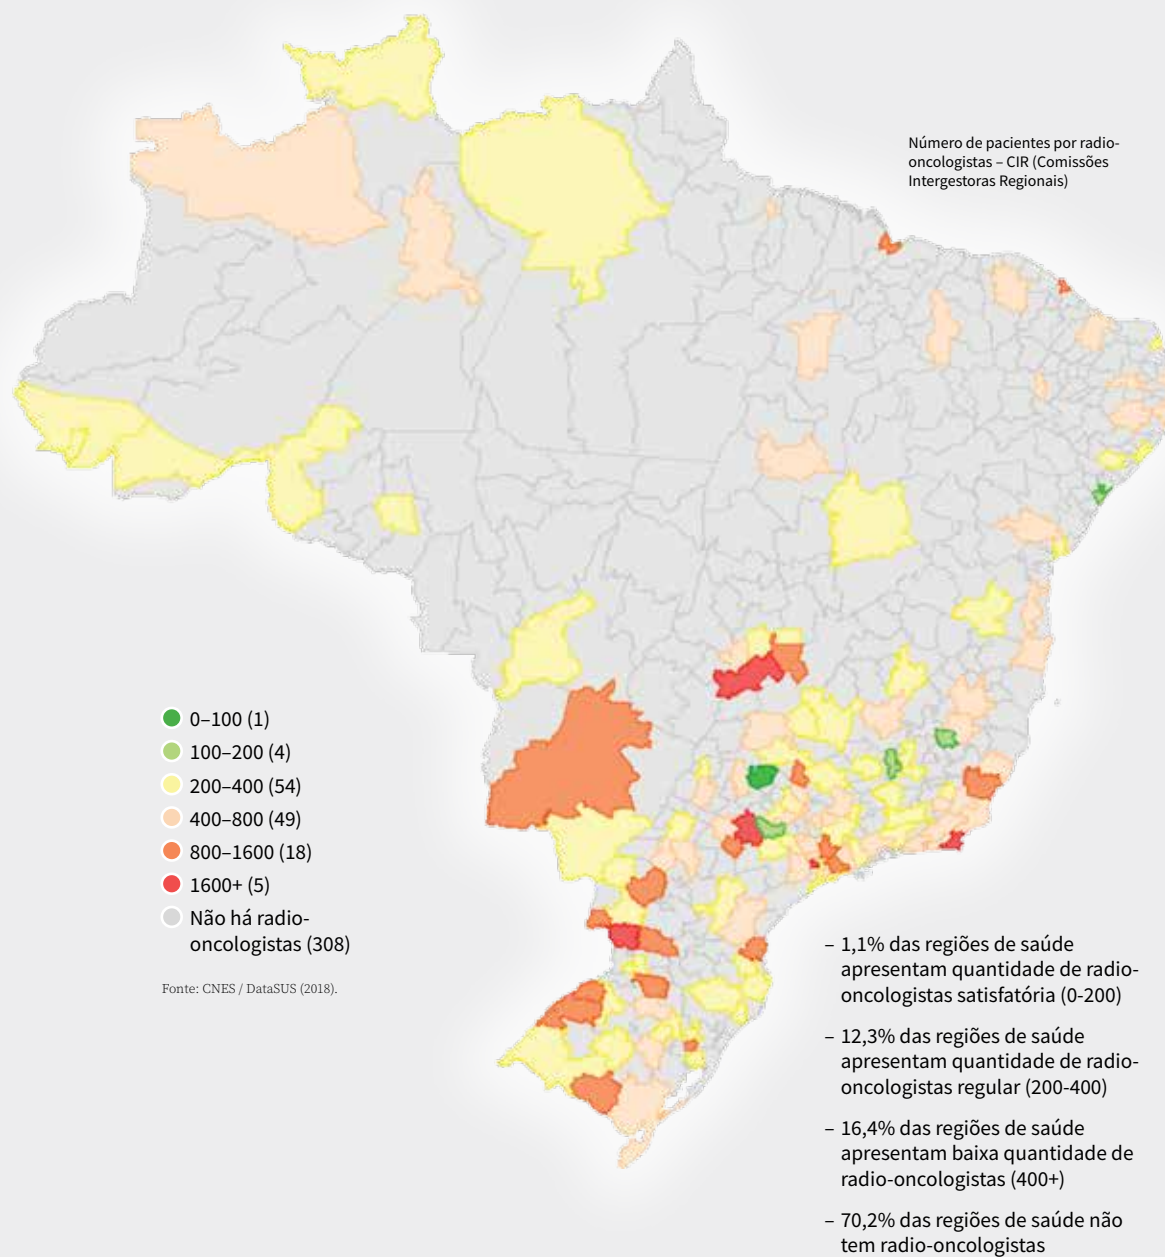 Número de pacientes por radio-
oncologistas – CIR (Comissões
Intergestoras Regionais)
0–100 (1)
100–200 (4)
200–400 (54)
400–800 (49)
800–1600 (18)
1600+ (5)
Não há radio-
oncologistas (308)
Fonte: CNES / DataSUS (2018).
– 1,1% das regiões de saúde
apresentam quantidade de radio-
oncologistas satisfatória (0-200)
– 12,3% das regiões de saúde
apresentam quantidade de radio-
oncologistas regular (200-400)
– 16,4% das regiões de saúde
apresentam baixa quantidade de
radio-oncologistas (400+)
– 70,2% das regiões de saúde não
tem radio-oncologistas